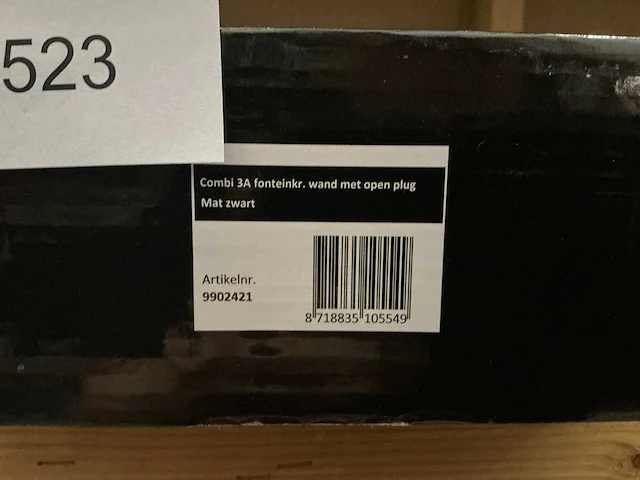 523
Combi 3A fonteinkr. wand met open plug
Mat zwart
Artikelnr.
9902421
8 718835 105549